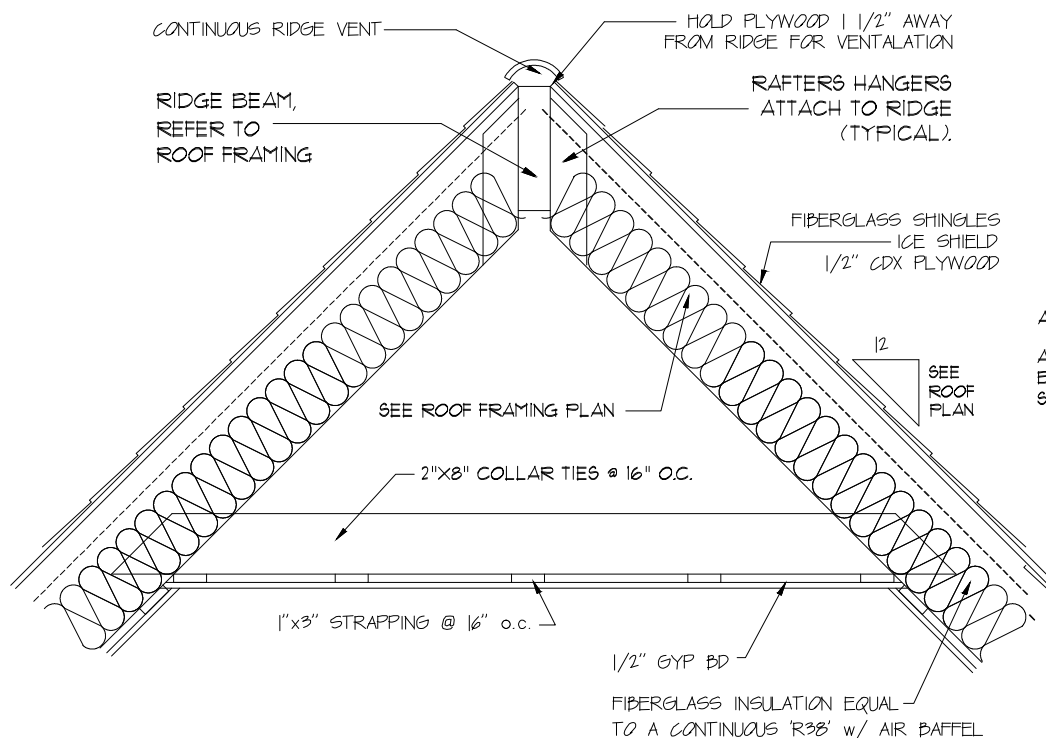 CONTINUOUS RIDGE VENT
HOLD PLYWOOD 1 1/2" AWAY
FROM RIDGE FOR VENTALATION
RIDGE BEAM,
REFER TO
ROOF FRAMING
RAFTERS HANGERS
ATTACH TO RIDGE
(TYPICAL).
FIBERGLASS SHINGLES
ICE SHIELD
1/2" CDX PLYWOOD
12
SEE
ROOF
PLAN
A
A
E
S
SEE ROOF FRAMING PLAN
2"X8" COLLAR TIES @ 16" O.C.
1"x3" STRAPPING @ 16" o.c.
1/2" GYP BD
FIBERGLASS INSULATION EQUAL
TO A CONTINUOUS 'R38' w/ AIR BAFFEL